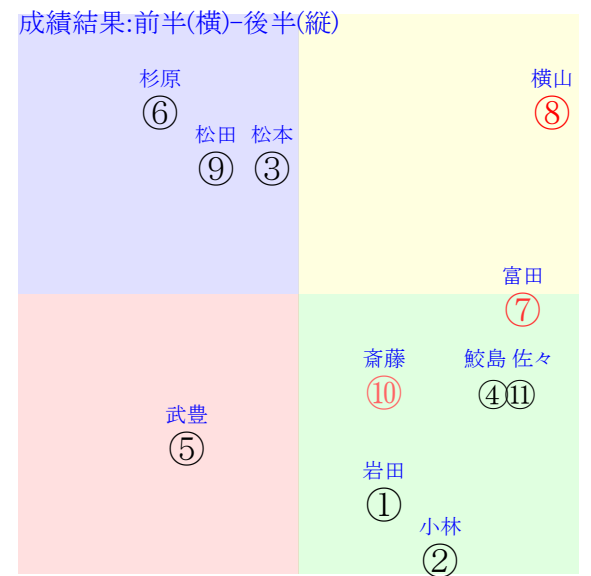 成績結果:前半(横)-後半(縦)
杉原
⑥
横山
⑧
松田 松本
⑨ ③
富田
⑦
斎藤 鮫島 佐々
⑩ ④⑪
武豊
⑤
岩田
①
小林
②